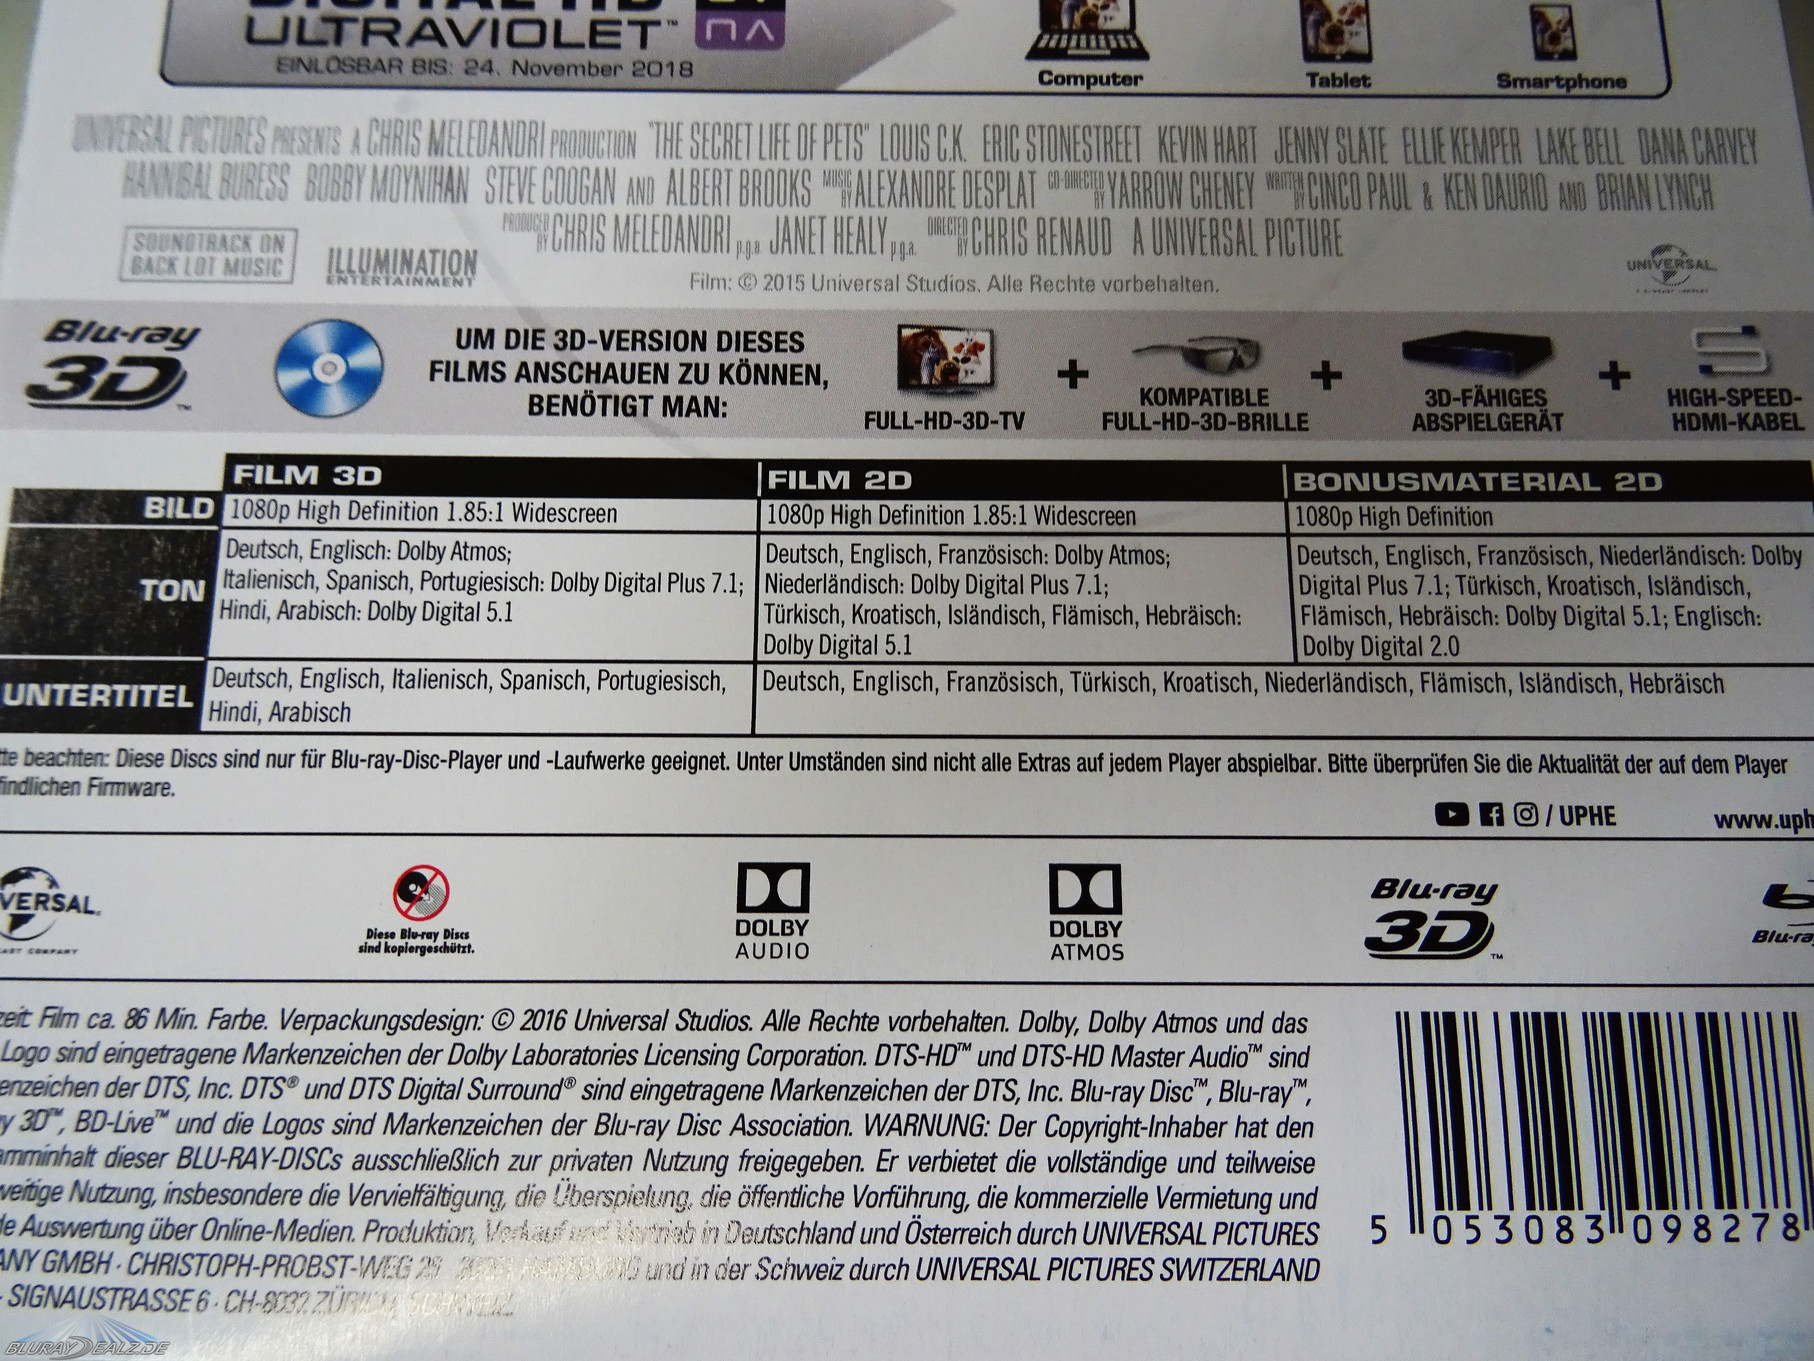 ULTRAVIOLET™ UV
EINLÖSBAR BIS: 24. November 2018
Computer
Tablet
Smartphone
UNIVERSAL PICTURES PRESENTS A CHRIS MELEDANDRI PRODUCTION "THE SECRET LIFE OF PETS" LOUIS C.K. ERIC STONESTREET KEVIN HART JENNY SLATE ELLIE KEMPER LAKE BELL DANA CARVEY
HANNIBAL BURESS BOBBY MOYNIHAN STEVE COOGAN AND ALBERT BROOKS MUSIC BY ALEXANDRE DESPLAT CO-DIRECTED BY YARROW CHENEY WRITTEN BY CINCO PAUL & KEN DAURIO AND BRIAN LYNCH
PRODUCED BY CHRIS MELEDANDRI p.g.a. JANET HEALY p.g.a. DIRECTED BY CHRIS RENAUD A UNIVERSAL PICTURE
SOUNDTRACK ON
BACK LOT MUSIC
ILLUMINATION
ENTERTAINMENT
Film: © 2015 Universal Studios. Alle Rechte vorbehalten.
UNIVERSAL
Blu-ray
3D™
UM DIE 3D-VERSION DIESES
FILMS ANSCHAUEN ZU KÖNNEN,
BENÖTIGT MAN:
FULL-HD-3D-TV
+
KOMPATIBLE
FULL-HD-3D-BRILLE
+
3D-FÄHIGES
ABSPIELGERÄT
+
HIGH-SPEED-
HDMI-KABEL
FILM 3D
FILM 2D
BONUSMATERIAL 2D
BILD
1080p High Definition 1.85:1 Widescreen
1080p High Definition 1.85:1 Widescreen
1080p High Definition
TON
Deutsch, Englisch: Dolby Atmos;
Italienisch, Spanisch, Portugiesisch: Dolby Digital Plus 7.1;
Hindi, Arabisch: Dolby Digital 5.1
Deutsch, Englisch, Französisch: Dolby Atmos;
Niederländisch: Dolby Digital Plus 7.1;
Türkisch, Kroatisch, Isländisch, Flämisch, Hebräisch:
Dolby Digital 5.1
Deutsch, Englisch, Französisch, Niederländisch: Dolby
Digital Plus 7.1; Türkisch, Kroatisch, Isländisch,
Flämisch, Hebräisch: Dolby Digital 5.1; Englisch:
Dolby Digital 2.0
UNTERTITEL
Deutsch, Englisch, Italienisch, Spanisch, Portugiesisch,
Hindi, Arabisch
Deutsch, Englisch, Französisch, Türkisch, Kroatisch, Niederländisch, Flämisch, Isländisch, Hebräisch
tte beachten: Diese Discs sind nur für Blu-ray-Disc-Player und -Laufwerke geeignet. Unter Umständen sind nicht alle Extras auf jedem Player abspielbar. Bitte überprüfen Sie die Aktualität der auf dem Player
findlichen Firmware.
/ UPHE
www.uph
VERSAL
AST COMPANY
Diese Blu-ray Discs
sind kopiergeschützt.
DOLBY
AUDIO
DOLBY
ATMOS
Blu-ray
3D™
Blu-ra
zeit: Film ca. 86 Min. Farbe. Verpackungsdesign: © 2016 Universal Studios. Alle Rechte vorbehalten. Dolby, Dolby Atmos und das
Logo sind eingetragene Markenzeichen der Dolby Laboratories Licensing Corporation. DTS-HD™ und DTS-HD Master Audio™ sind
enzeichen der DTS, Inc. DTS® und DTS Digital Surround® sind eingetragene Markenzeichen der DTS, Inc. Blu-ray Disc™, Blu-ray™,
y 3D™, BD-Live™ und die Logos sind Markenzeichen der Blu-ray Disc Association. WARNUNG: Der Copyright-Inhaber hat den
amminhalt dieser BLU-RAY-DISCs ausschließlich zur privaten Nutzung freigegeben. Er verbietet die vollständige und teilweise
weitige Nutzung, insbesondere die Vervielfältigung, die Überspielung, die öffentliche Vorführung, die kommerzielle Vermietung und
de Auswertung über Online-Medien. Produktion, Verkauf und Vertrieb in Deutschland und Österreich durch UNIVERSAL PICTURES
ANY GMBH · CHRISTOPH-PROBST-WEG 26 und in der Schweiz durch UNIVERSAL PICTURES SWITZERLAND
· SIGNAUSTRASSE 6 · CH-8032 ZÜRICH, SCHWEIZ
5 053083 098278
BLURAYDEALZ.DE